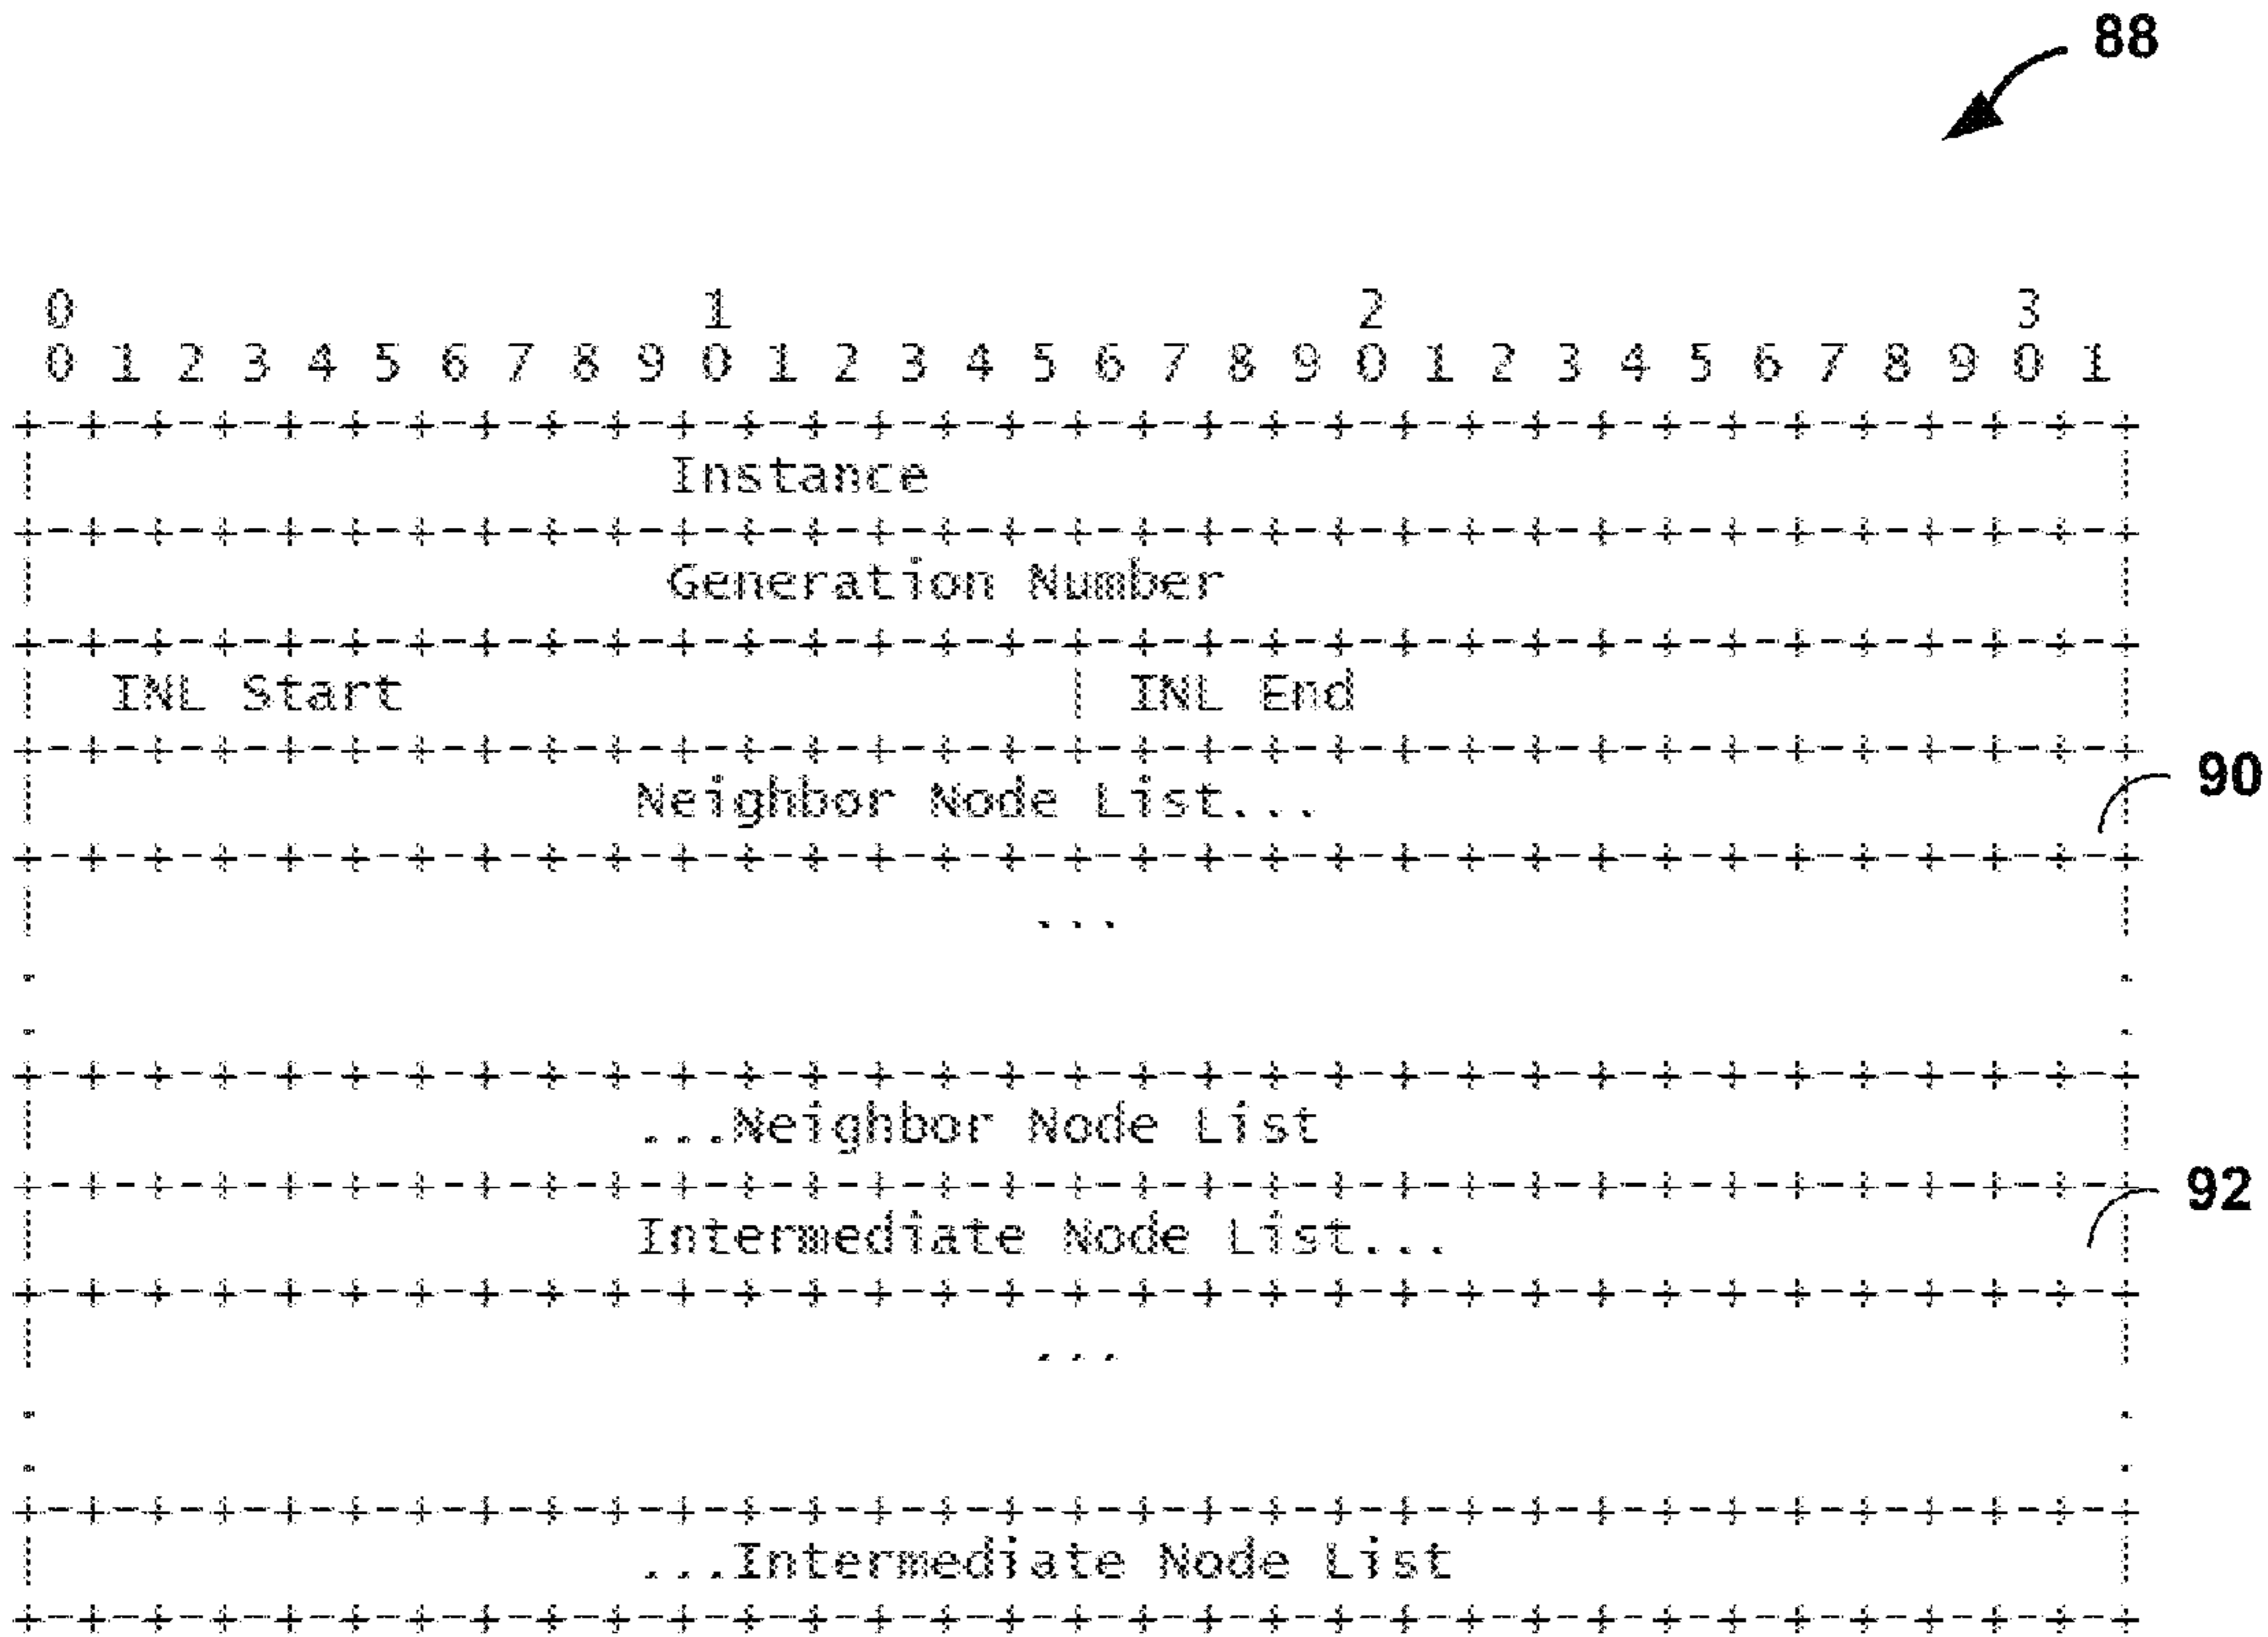 88
0                   1                   2                   3
0 1 2 3 4 5 6 7 8 9 0 1 2 3 4 5 6 7 8 9 0 1 2 3 4 5 6 7 8 9 0 1
+-+-+-+-+-+-+-+-+-+-+-+-+-+-+-+-+-+-+-+-+-+-+-+-+-+-+-+-+-+-+-+-+
| Instance |
+-+-+-+-+-+-+-+-+-+-+-+-+-+-+-+-+-+-+-+-+-+-+-+-+-+-+-+-+-+-+-+-+
| Generation Number |
+-+-+-+-+-+-+-+-+-+-+-+-+-+-+-+-+-+-+-+-+-+-+-+-+-+-+-+-+-+-+-+-+
| INL Start | INL End |
+-+-+-+-+-+-+-+-+-+-+-+-+-+-+-+-+-+-+-+-+-+-+-+-+-+-+-+-+-+-+-+-+
| Neighbor Node List... | 90
+-+-+-+-+-+-+-+-+-+-+-+-+-+-+-+-+-+-+-+-+-+-+-+-+-+-+-+-+-+-+-+-+
| ... |
. .
. .
+-+-+-+-+-+-+-+-+-+-+-+-+-+-+-+-+-+-+-+-+-+-+-+-+-+-+-+-+-+-+-+-+
| ...Neighbor Node List |
+-+-+-+-+-+-+-+-+-+-+-+-+-+-+-+-+-+-+-+-+-+-+-+-+-+-+-+-+-+-+-+-+ 92
| Intermediate Node List... |
+-+-+-+-+-+-+-+-+-+-+-+-+-+-+-+-+-+-+-+-+-+-+-+-+-+-+-+-+-+-+-+-+
| ... |
. .
. .
+-+-+-+-+-+-+-+-+-+-+-+-+-+-+-+-+-+-+-+-+-+-+-+-+-+-+-+-+-+-+-+-+
| ...Intermediate Node List |
+-+-+-+-+-+-+-+-+-+-+-+-+-+-+-+-+-+-+-+-+-+-+-+-+-+-+-+-+-+-+-+-+